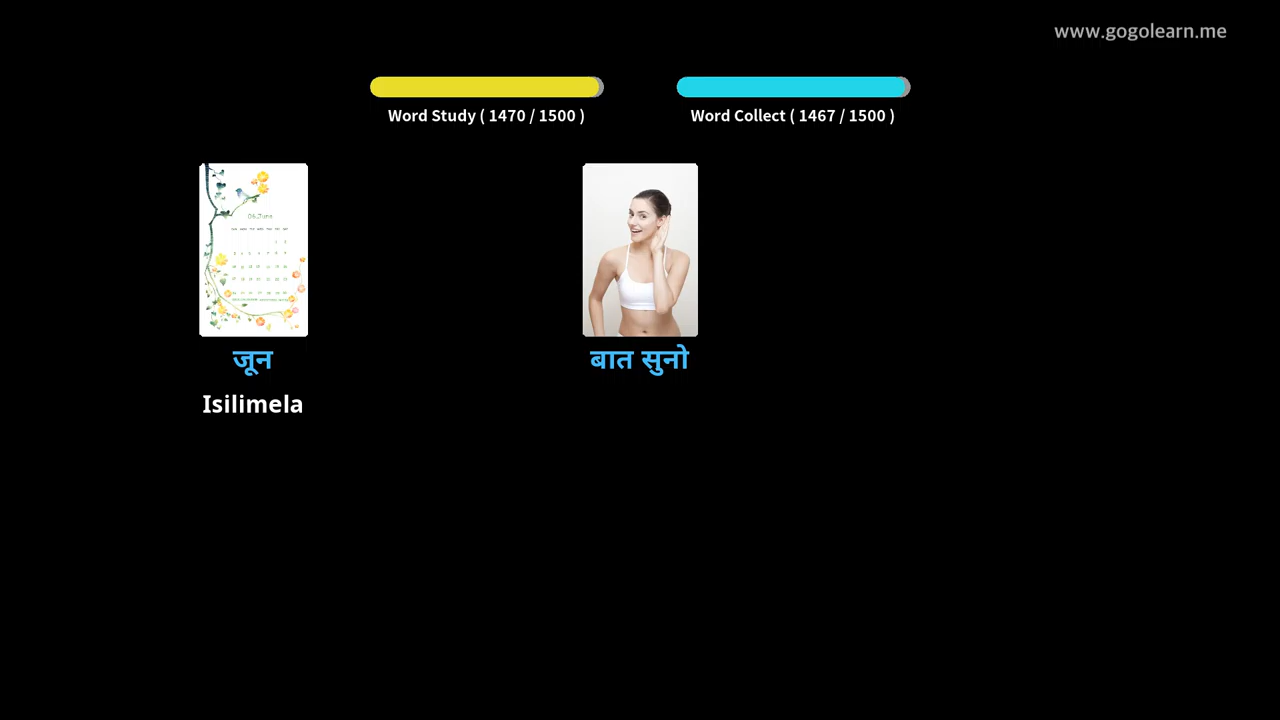 www.gogolearn.me
Word Study ( 1470 / 1500 )
Word Collect ( 1467 / 1500 )
जून
बात सुनो
Isilimela